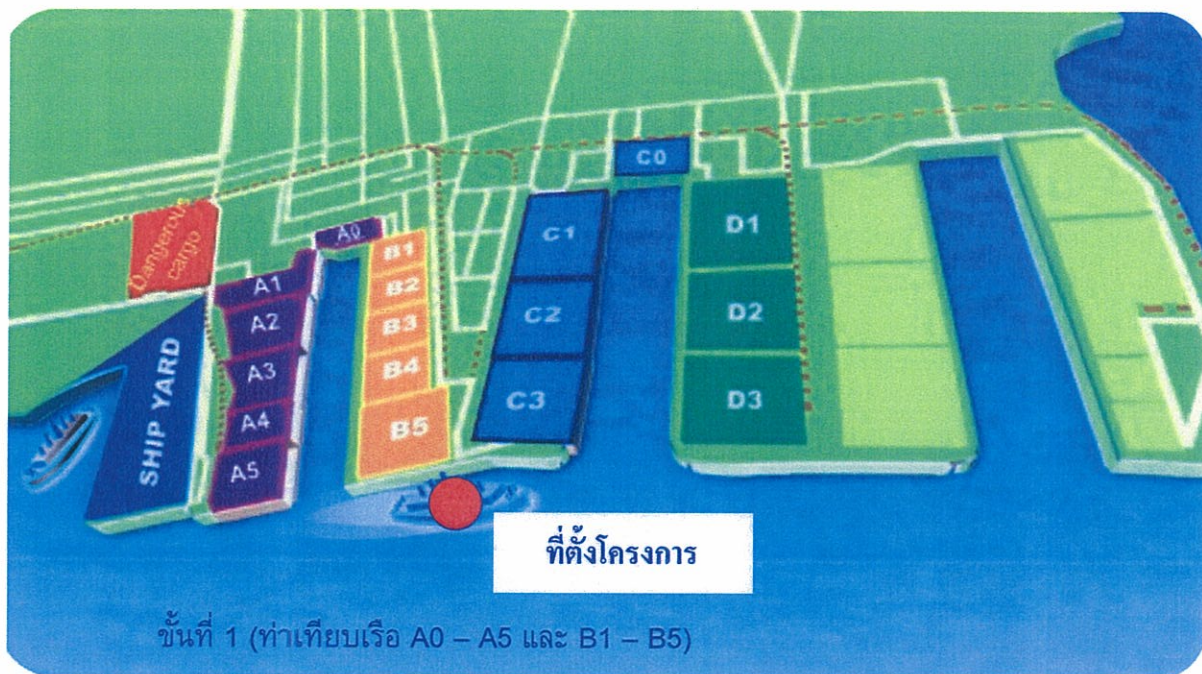 C0
Dangerous
cargo
A0
B1
C1
D1
A1
B2
A2
B3
C2
D2
SHIP YARD
A3
B4
A4
C3
D3
B5
A5
ที่ตั้งโครงการ
ขั้นที่ 1 (ท่าเทียบเรือ A0 – A5 และ B1 – B5)